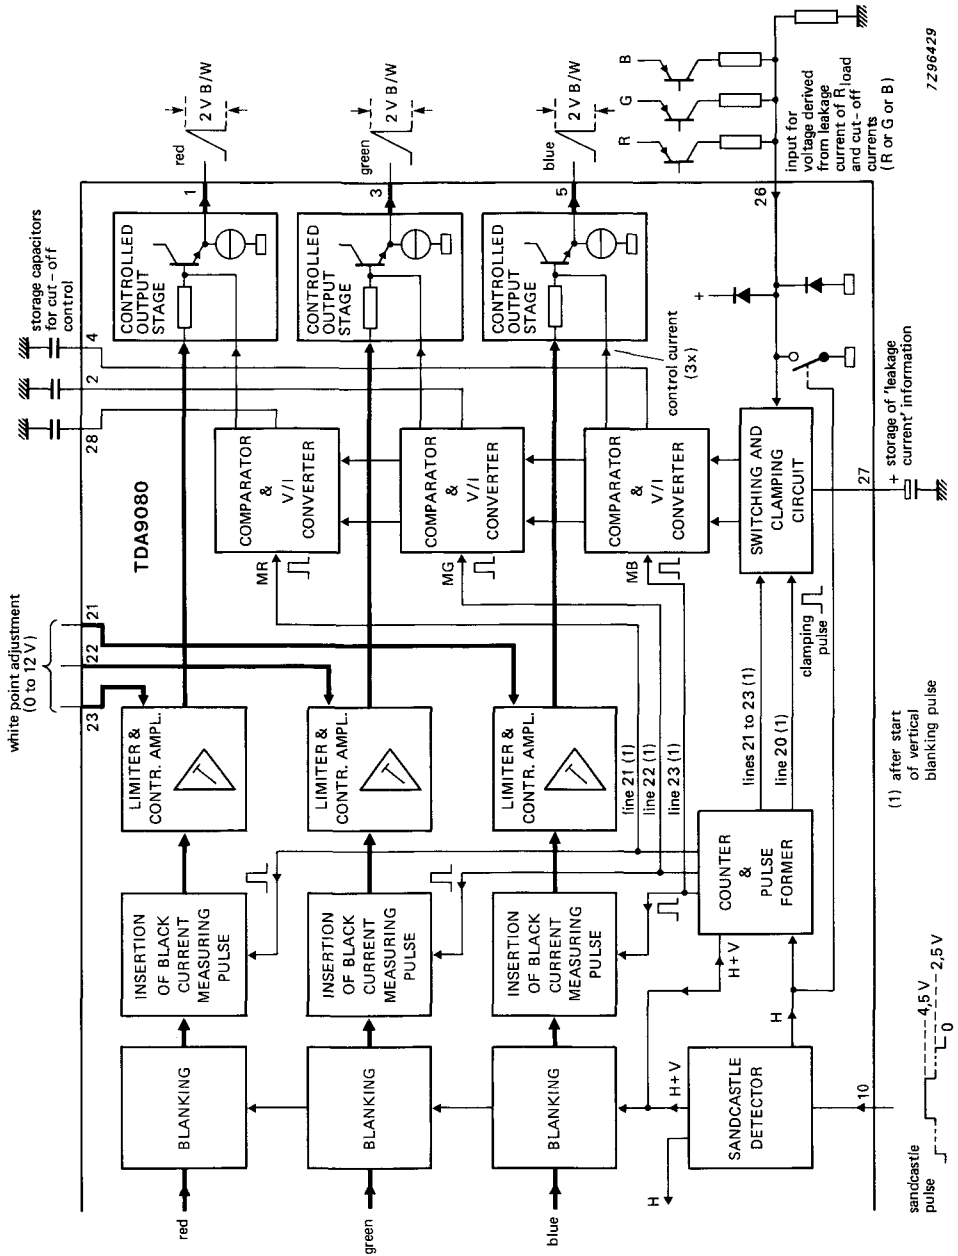 white point adjustment
(0 to 12 V)
storage capacitors
for cut-off
control
23
22
21
28
2
4
TDA9080
red
BLANKING
INSERTION
OF BLACK
CURRENT
MEASURING
PULSE
LIMITER &
CONTR. AMPL.
COMPARATOR
&
V/I
CONVERTER
MR
CONTROLLED
OUTPUT
STAGE
1
red
2 V B/W
green
BLANKING
INSERTION
OF BLACK
CURRENT
MEASURING
PULSE
LIMITER &
CONTR. AMPL.
COMPARATOR
&
V/I
CONVERTER
MG
CONTROLLED
OUTPUT
STAGE
3
green
2 V B/W
blue
BLANKING
INSERTION
OF BLACK
CURRENT
MEASURING
PULSE
LIMITER &
CONTR. AMPL.
COMPARATOR
&
V/I
CONVERTER
MB
CONTROLLED
OUTPUT
STAGE
5
blue
2 V B/W
line 21 (1)
line 22 (1)
line 23 (1)
control current
(3x)
H
H+V
H+V
H
SANDCASTLE
DETECTOR
COUNTER
&
PULSE
FORMER
lines 21 to 23 (1)
line 20 (1)
clamping
pulse
SWITCHING AND
CLAMPING
CIRCUIT
+
26
R
G
B
input for
voltage derived
from leakage
current of Rload
and cut-off
currents
(R or G or B)
10
27
+ storage of 'leakage
current' information
(1) after start
of vertical
blanking pulse
sandcastle
pulse
4,5 V
2,5 V
0
7Z96429